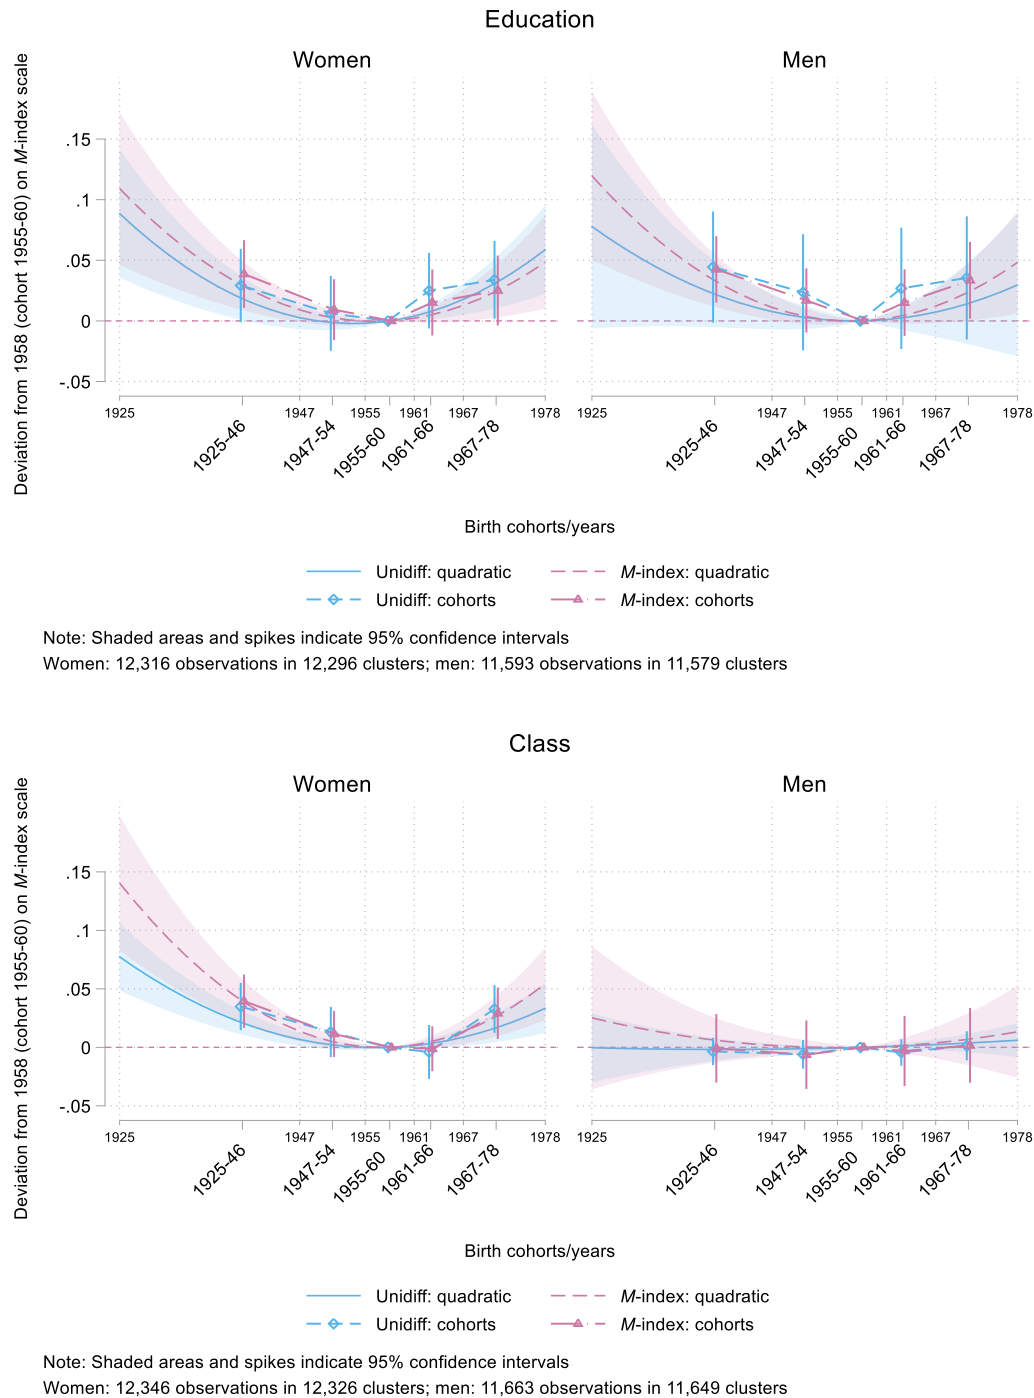 Education
Women
Men
Deviation from 1958 (cohort 1955-60) on M-index scale
.15
.1
.05
0
-.05
1925
1947
1955
1961
1967
1978
1925-46
1947-54
1955-60
1961-66
1967-78
1925
1947
1955
1961
1967
1978
1925-46
1947-54
1955-60
1961-66
1967-78
Birth cohorts/years
Unidiff: quadratic
M-index: quadratic
Unidiff: cohorts
M-index: cohorts
Note: Shaded areas and spikes indicate 95% confidence intervals
Women: 12,316 observations in 12,296 clusters; men: 11,593 observations in 11,579 clusters
Class
Women
Men
Deviation from 1958 (cohort 1955-60) on M-index scale
.15
.1
.05
0
-.05
1925
1947
1955
1961
1967
1978
1925-46
1947-54
1955-60
1961-66
1967-78
1925
1947
1955
1961
1967
1978
1925-46
1947-54
1955-60
1961-66
1967-78
Birth cohorts/years
Unidiff: quadratic
M-index: quadratic
Unidiff: cohorts
M-index: cohorts
Note: Shaded areas and spikes indicate 95% confidence intervals
Women: 12,346 observations in 12,326 clusters; men: 11,663 observations in 11,649 clusters